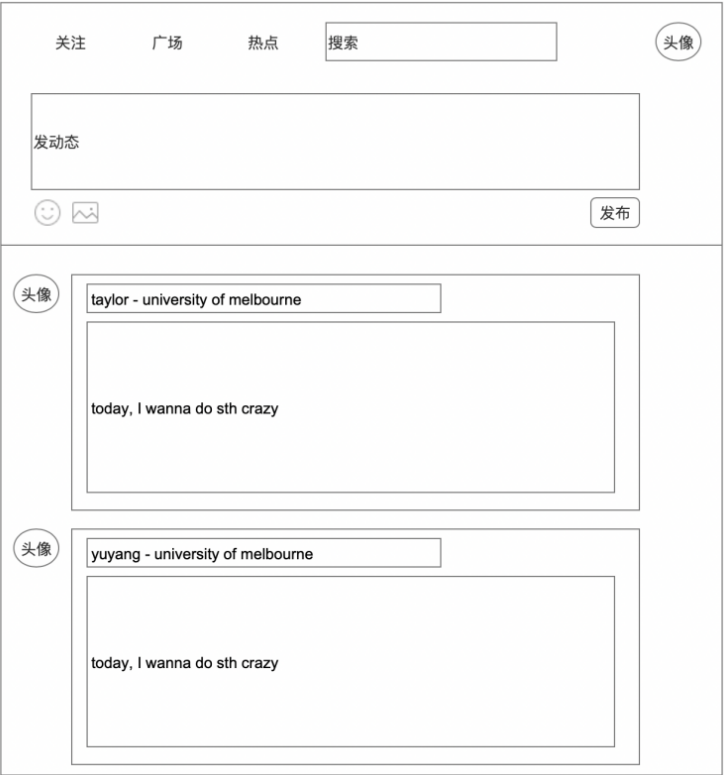 关注 广场 热点 搜索 头像
发动态
发布
头像 taylor - university of melbourne
today, I wanna do sth crazy
头像 yuyang - university of melbourne
today, I wanna do sth crazy